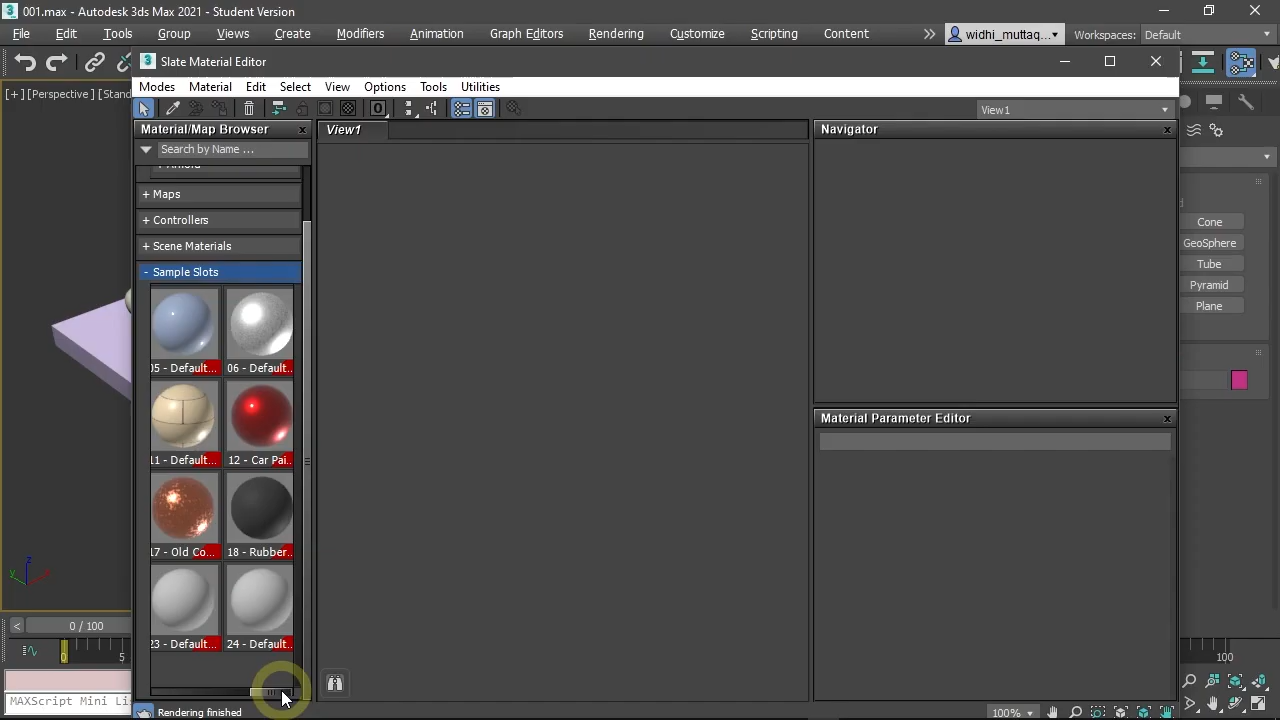 001.max - Autodesk 3ds Max 2021 - Student Version
File Edit Tools Group Views Create Modifiers Animation Graph Editors Rendering Customize Scripting Content widhi_muttaq... Workspaces: Default
[+] [Perspective] [Stand
Slate Material Editor
Modes Material Edit Select View Options Tools Utilities
View1
Material/Map Browser
View1
Navigator
Search by Name ...
+ Maps
+ Controllers
+ Scene Materials
- Sample Slots
05 - Default... 06 - Default...
11 - Default... 12 - Car Pai...
17 - Old Co... 18 - Rubber...
23 - Default... 24 - Default...
Material Parameter Editor
Cone
GeoSphere
Tube
Pyramid
Plane
z
y
x
< 0 / 100
0 5 100
MAXScript Mini Li
Rendering finished
100%